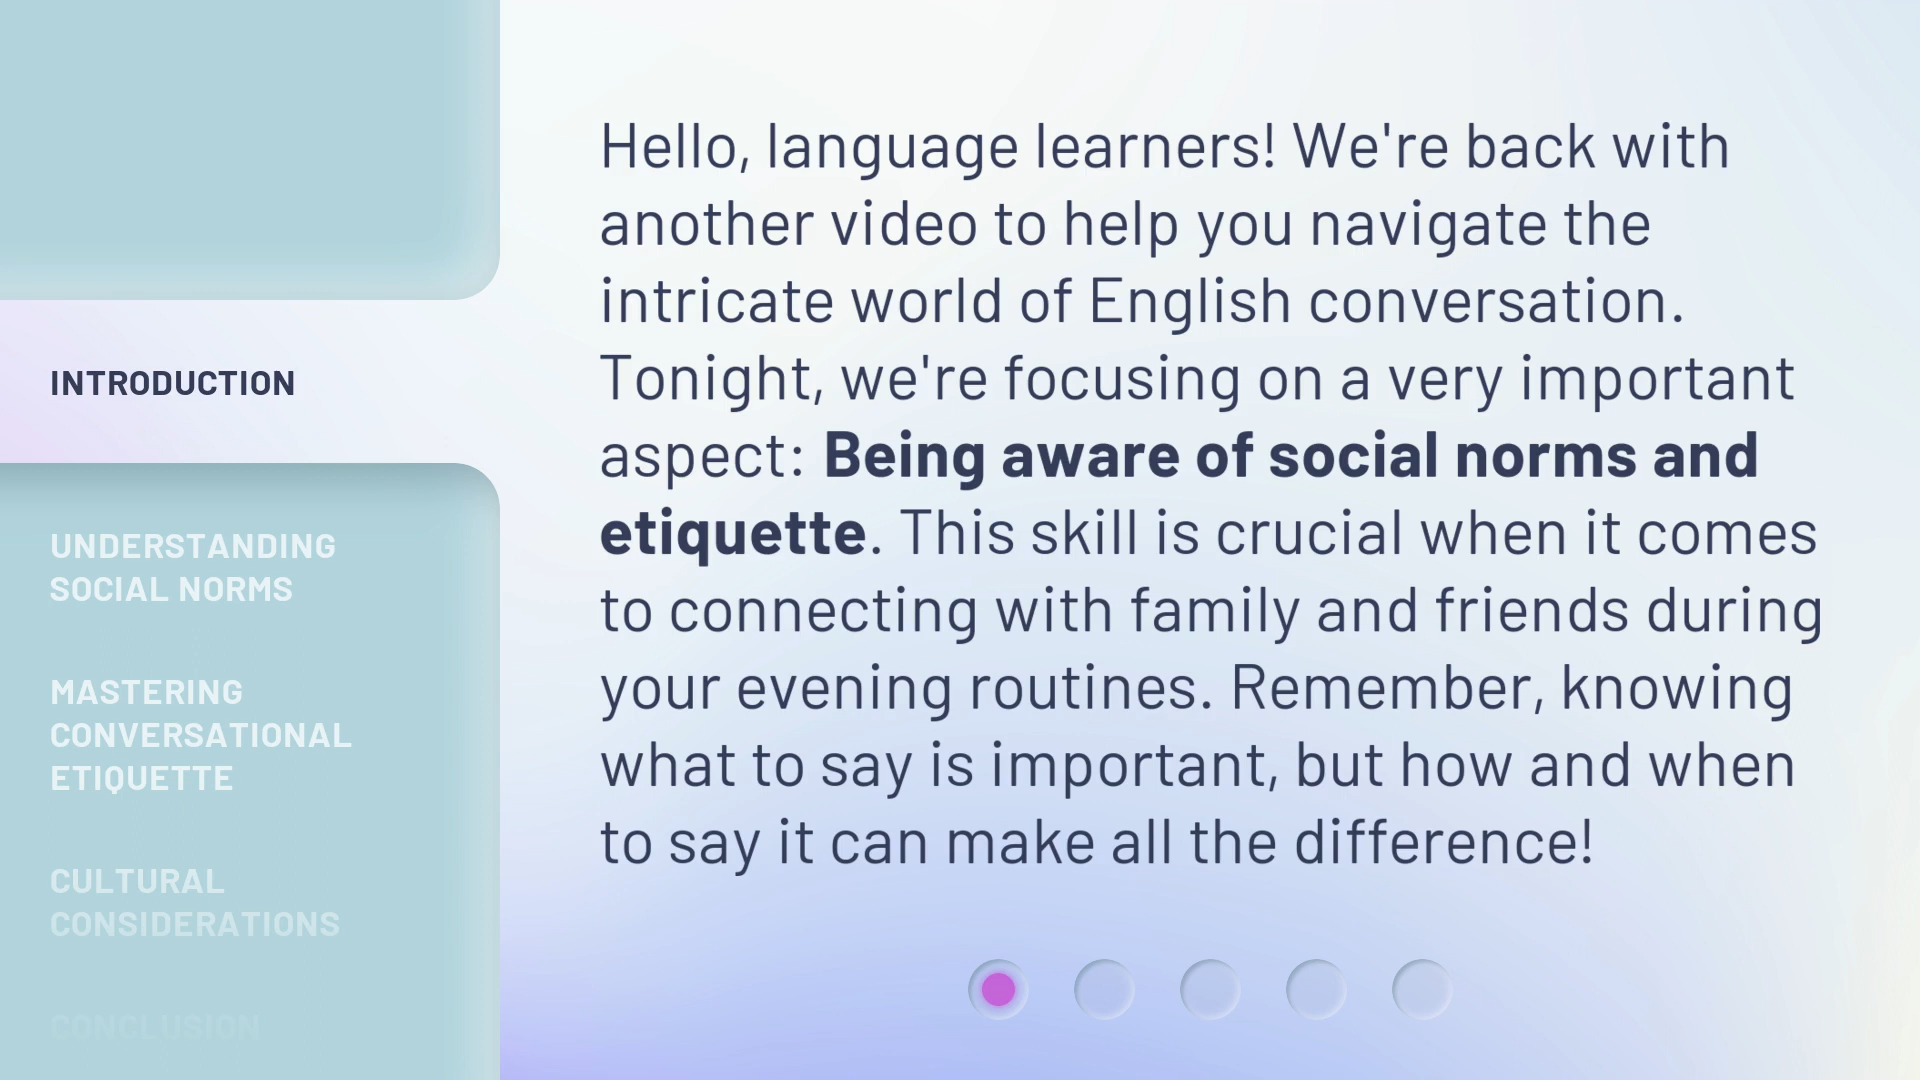 INTRODUCTION
UNDERSTANDING
SOCIAL NORMS
MASTERING
CONVERSATIONAL
ETIQUETTE
CULTURAL
CONSIDERATIONS
CONCLUSION
Hello, language learners! We're back with
another video to help you navigate the
intricate world of English conversation.
Tonight, we're focusing on a very important
aspect: Being aware of social norms and
etiquette. This skill is crucial when it comes
to connecting with family and friends during
your evening routines. Remember, knowing
what to say is important, but how and when
to say it can make all the difference!